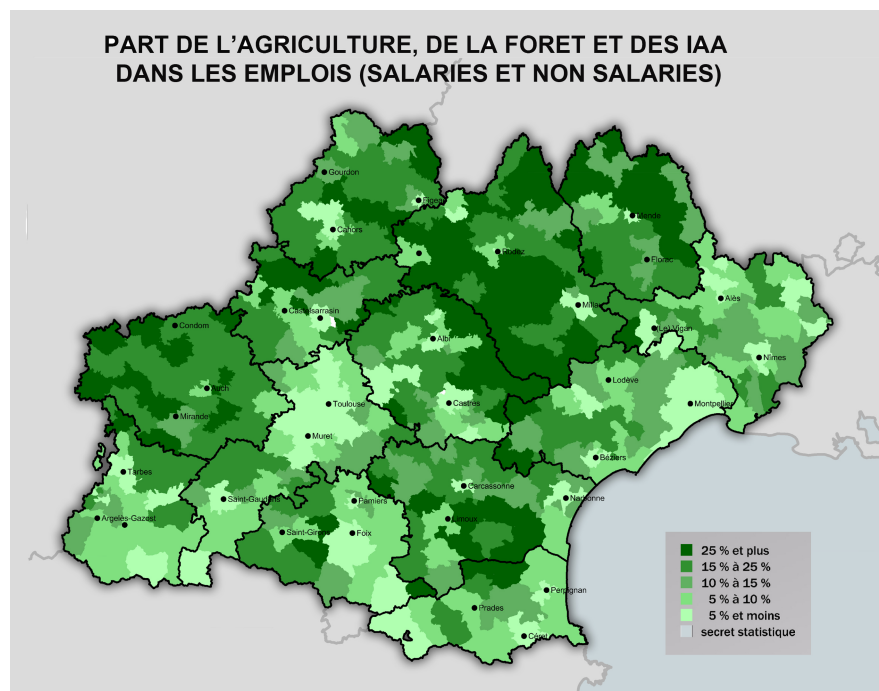 PART DE L'AGRICULTURE, DE LA FORET ET DES IAA
DANS LES EMPLOIS (SALARIES ET NON SALARIES)
Gourdon
Figeac
Cahors
Mende
Rodez
Florac
Alès
Castelsarrasin
Millau
Condom
(Le) Vigan
Albi
Nîmes
Lodève
Auch
Toulouse
Castres
Montpellier
Mirande
Muret
Béziers
Tarbes
Carcassonne
Saint-Gaudens
Pamiers
Narbonne
Argelès-Gazost
Limoux
Saint-Girons
Foix
25 % et plus
15 % à 25 %
10 % à 15 %
5 % à 10 %
5 % et moins
secret statistique
Perpignan
Prades
Céret